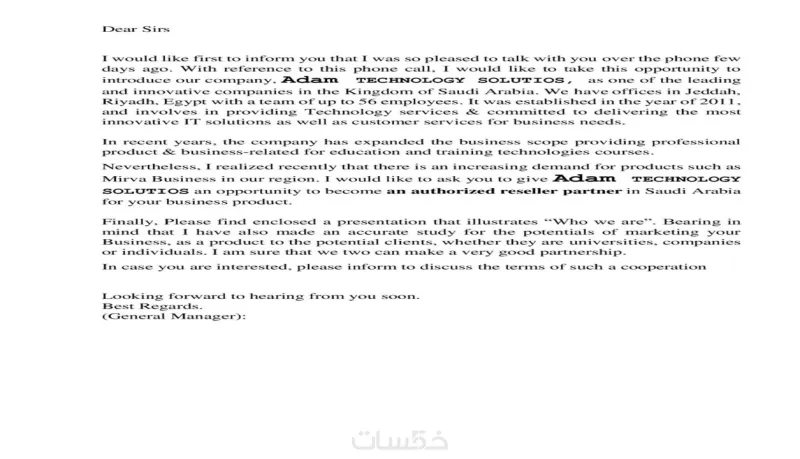 Dear Sirs
I would like first to inform you that I was so pleased to talk with you over the phone few
days ago. With reference to this phone call, I would like to take this opportunity to
introduce our company, Adam TECHNOLOGY SOLUTIOS, as one of the leading
and innovative companies in the Kingdom of Saudi Arabia. We have offices in Jeddah,
Riyadh, Egypt with a team of up to 56 employees. It was established in the year of 2011,
and involves in providing Technology services & committed to delivering the most
innovative IT solutions as well as customer services for business needs.
In recent years, the company has expanded the business scope providing professional
product & business-related for education and training technologies courses.
Nevertheless, I realized recently that there is an increasing demand for products such as
Mirva Business in our region. I would like to ask you to give Adam TECHNOLOGY
SOLUTIOS an opportunity to become an authorized reseller partner in Saudi Arabia
for your business product.
Finally, Please find enclosed a presentation that illustrates “Who we are”. Bearing in
mind that I have also made an accurate study for the potentials of marketing your
Business, as a product to the potential clients, whether they are universities, companies
or individuals. I am sure that we two can make a very good partnership.
In case you are interested, please inform to discuss the terms of such a cooperation
Looking forward to hearing from you soon.
Best Regards.
(General Manager):
خمسات